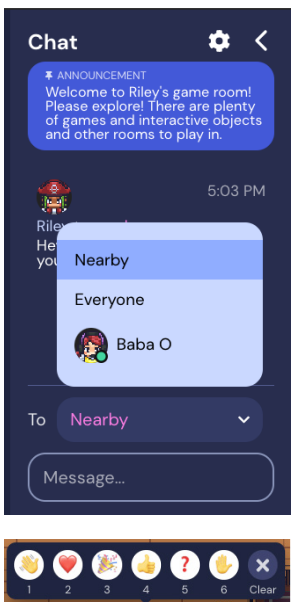 Chat
ANNOUNCEMENT
Welcome to Riley's game room!
Please explore! There are plenty
of games and interactive objects
and other rooms to play in.
5:03 PM
Nearby
Everyone
Baba O
To Nearby
Message...
1 2 3 4 5 6 Clear